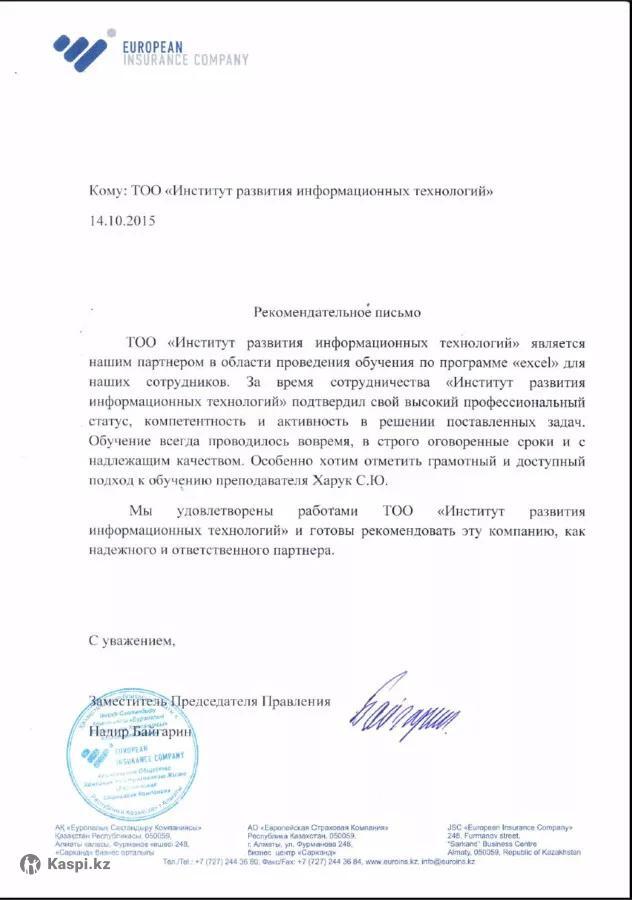 EUROPEAN
INSURANCE COMPANY
Кому: ТОО «Институт развития информационных технологий»
14.10.2015
Рекомендательное письмо
ТОО «Институт развития информационных технологий» является
нашим партнером в области проведения обучения по программе «excel» для
наших сотрудников. За время сотрудничества «Институт развития
информационных технологий» подтвердил свой высокий профессиональный
статус, компетентность и активность в решении поставленных задач.
Обучение всегда проводилось вовремя, в строго оговоренные сроки и с
надлежащим качеством. Особенно хотим отметить грамотный и доступный
подход к обучению преподавателя Харук С.Ю.
Мы удовлетворены работами ТОО «Институт развития
информационных технологий» и готовы рекомендовать эту компанию, как
надежного и ответственного партнера.
С уважением,
Заместитель Председателя Правления
Надир Байгарин
Байгарин
EUROPEAN
INSURANCE COMPANY
АҚ «Еуропалық Сақтандыру Компаниясы»
Қазақстан Республикасы, 050059,
Алматы қаласы, Фурманов көшесі 248,
«Сарқанд» бизнес орталығы
АО «Европейская Страховая Компания»
Республика Казахстан, 050059,
г. Алматы, ул. Фурманова 248,
бизнес центр «Сарканд»
JSC «European Insurance Company»
248, Furmanov street,
"Sarkand" Business Centre
Almaty, 050059, Republic of Kazakhstan
Тел./Tel.: +7 (727) 244 36 80, Факс/Fax: +7 (727) 244 36 84, www.euroins.kz, info@euroins.kz
Kaspi.kz